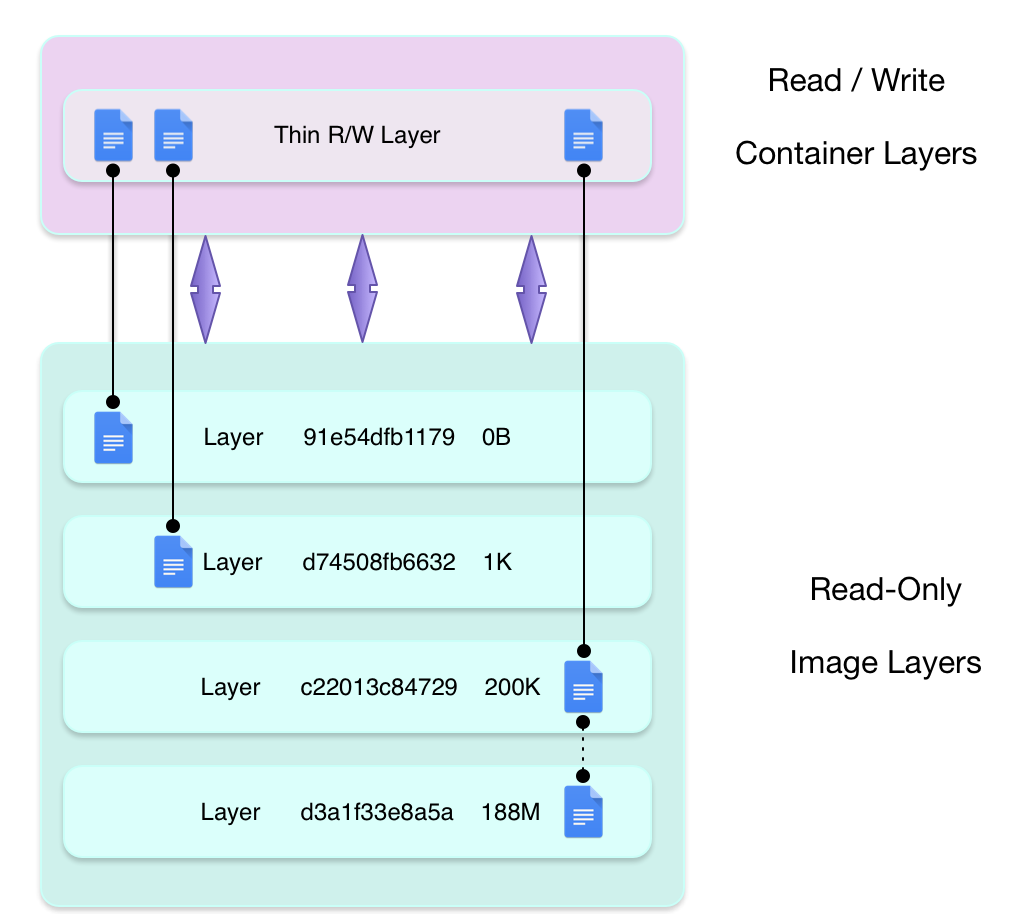 Read / Write
Container Layers
Thin R/W Layer
Layer 91e54dfb1179 0B
Layer d74508fb6632 1K
Layer c22013c84729 200K
Layer d3a1f33e8a5a 188M
Read-Only
Image Layers